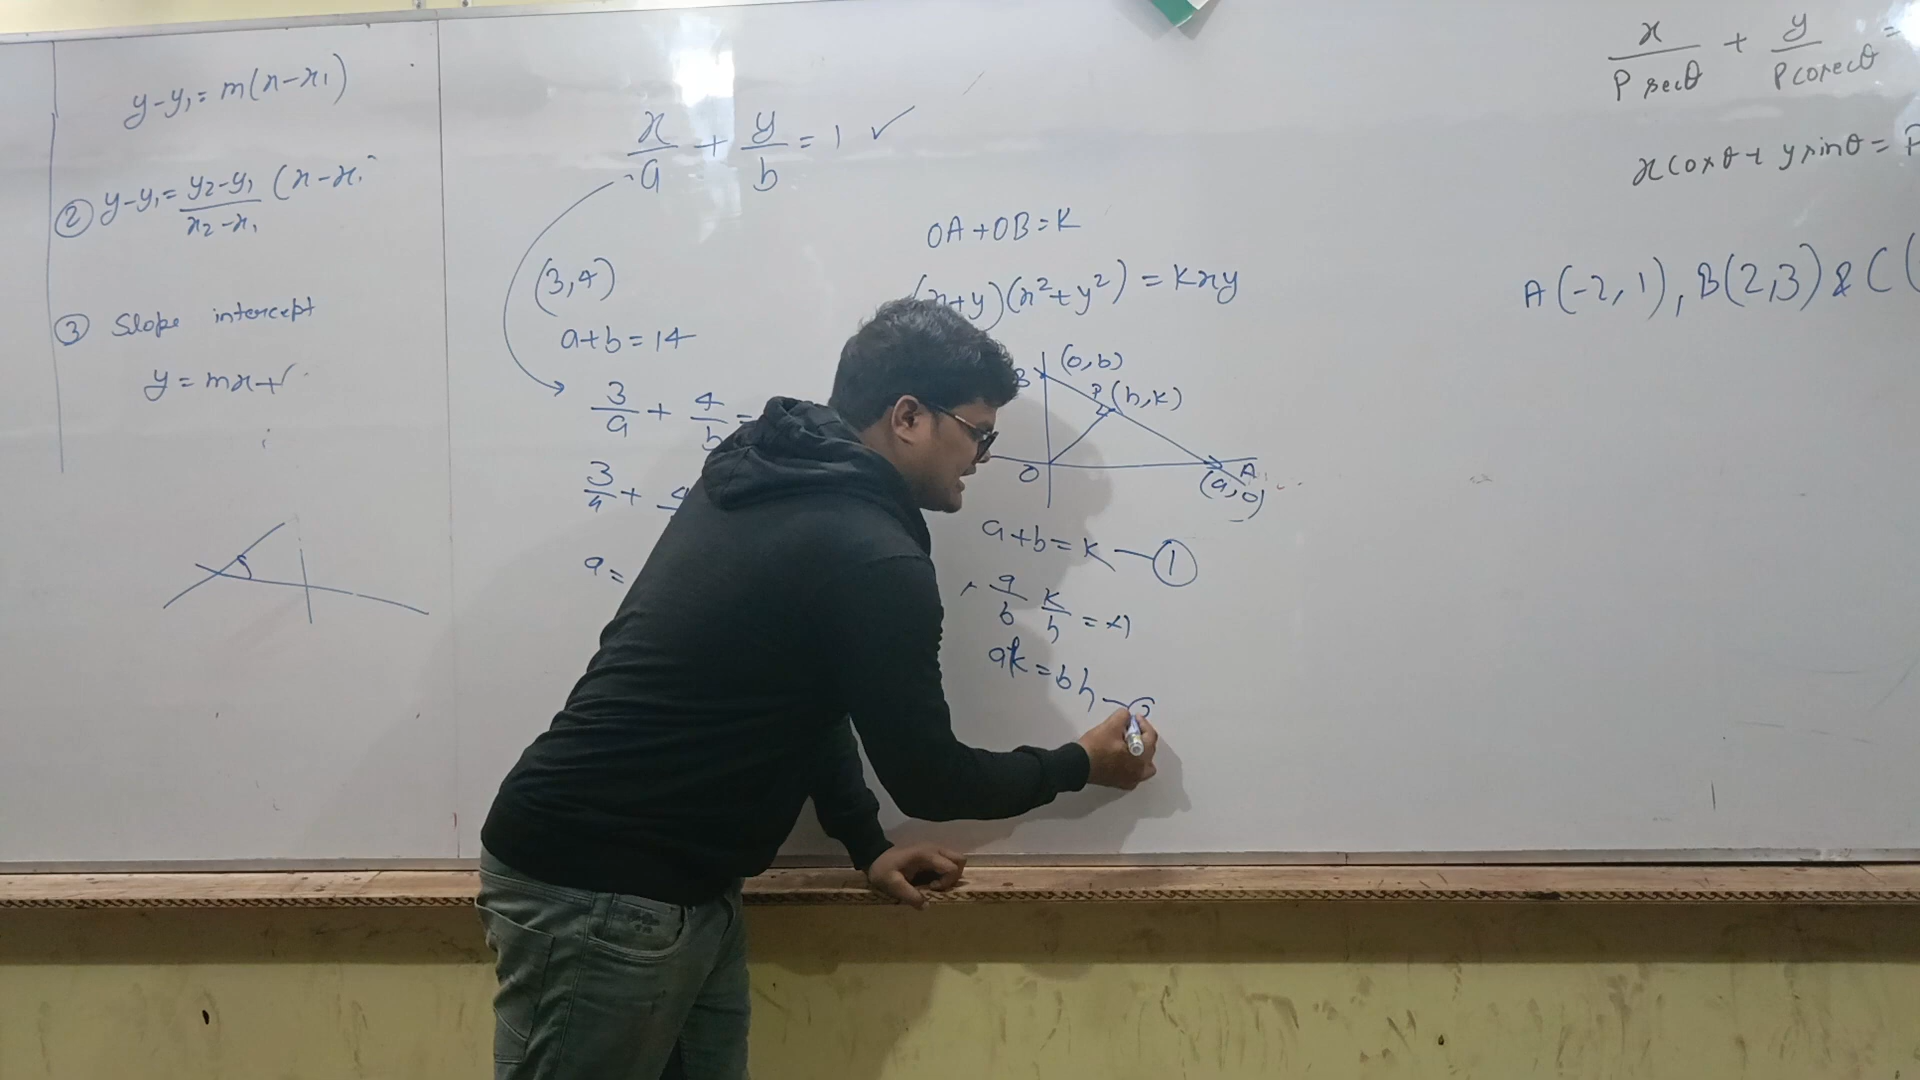 y-y₁ = m(x-x₁)
② y-y₁ = y₂-y₁/x₂-x₁ (x-x₁
③ Slope intercept
y = mx+
x/a + y/b = 1 ✓
(3,4)
a+b = 14
3/a + 4/b =
3/a + 4
a =
OA+OB = K
(x+y)(x²+y²) = Kxy
B (0,b)
P(h,k)
O
A
(a,0)
a+b = K — ①
a/b k/h = +1
ak = bh —
x/P secθ + y/P cosecθ =
x cosθ + y sinθ = P
A(-2,1), B(2,3) & C(